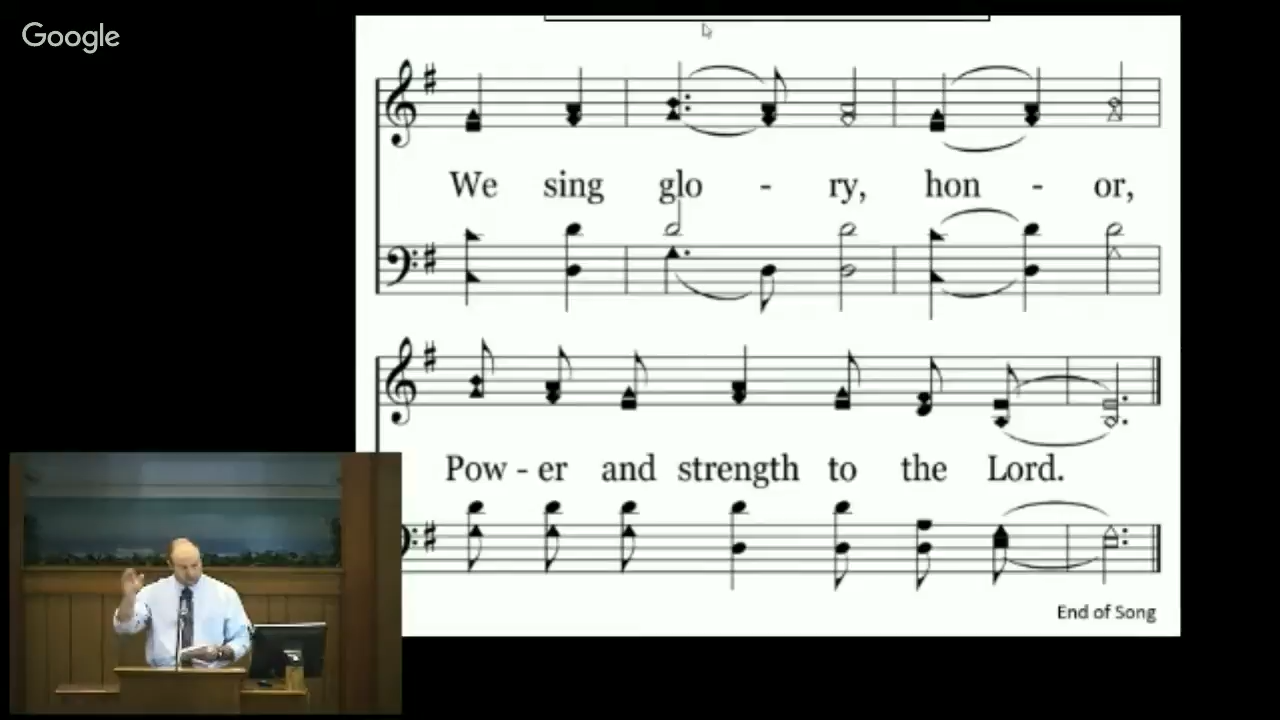 Google
We sing glo - ry, hon - or,
Pow - er and strength to the Lord.
End of Song